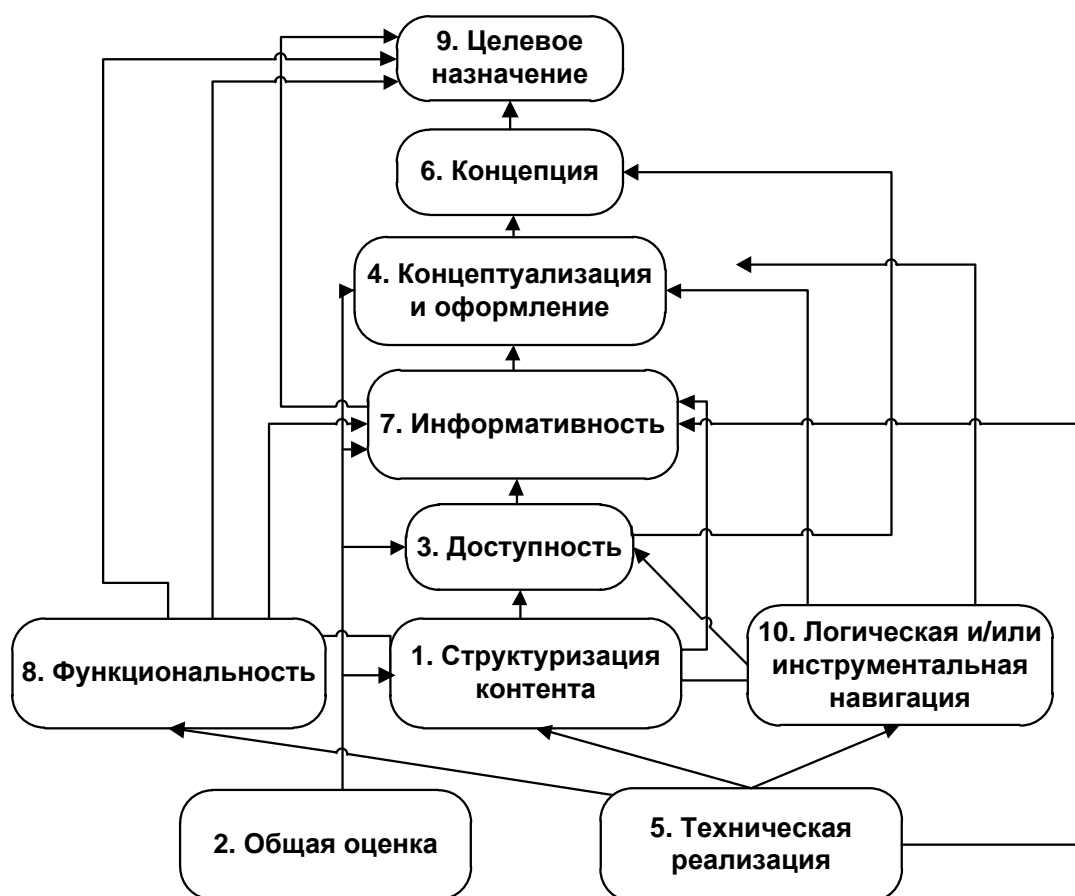 9. Целевое
назначение
6. Концепция
4. Концептуализация
и оформление
7. Информативность
3. Доступность
8. Функциональность
1. Структуризация
контента
10. Логическая и/или
инструментальная
навигация
2. Общая оценка
5. Техническая
реализация